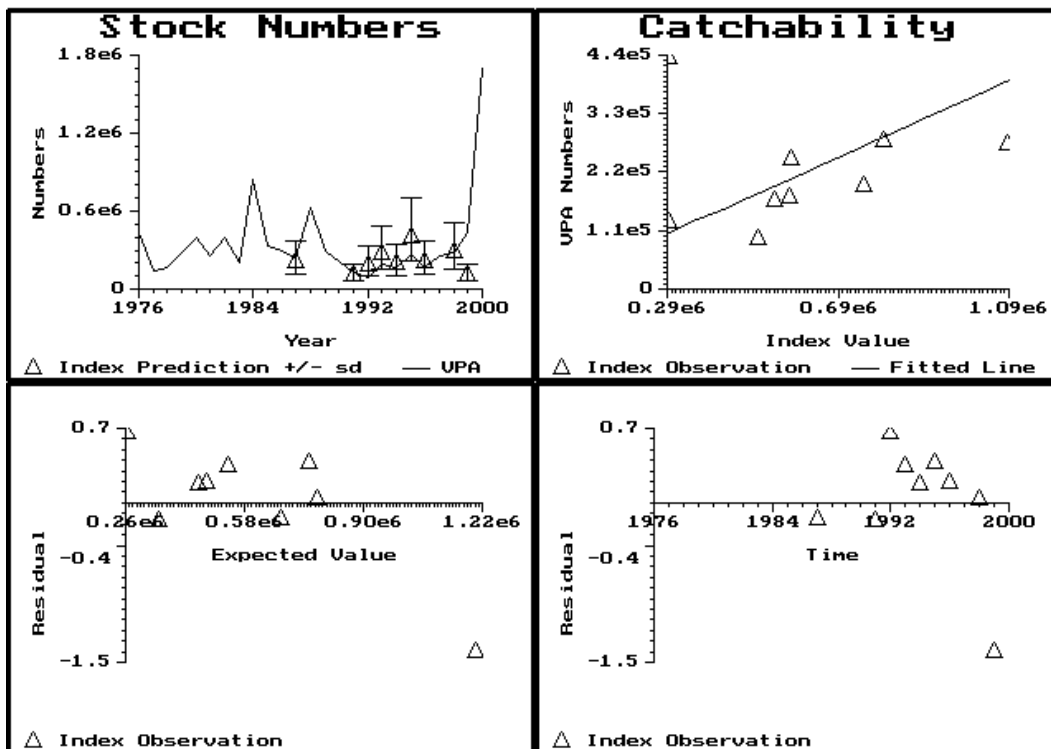 Stock Numbers
1.8e6
1.2e6
0.6e6
0
Numbers
1976 1984 1992 2000
Year
Index Prediction +/- sd VPA
Catchability
4.4e5
3.3e5
2.2e5
1.1e5
0
VPA Numbers
0.29e6 0.69e6 1.09e6
Index Value
Index Observation Fitted Line
0.7
-0.4
-1.5
Residual
0.26e6 0.58e6 0.90e6 1.22e6
Expected Value
Index Observation
0.7
-0.4
-1.5
Residual
1976 1984 1992 2000
Time
Index Observation